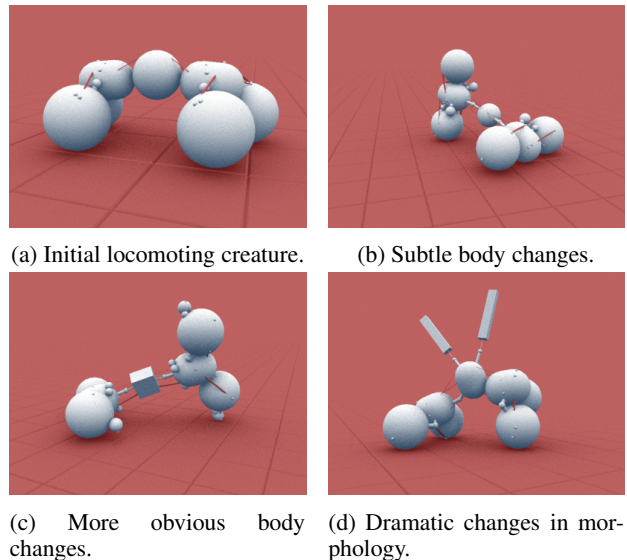 (a) Initial locomoting creature.
(b) Subtle body changes.
(c) More obvious body
changes.
(d) Dramatic changes in mor-
phology.